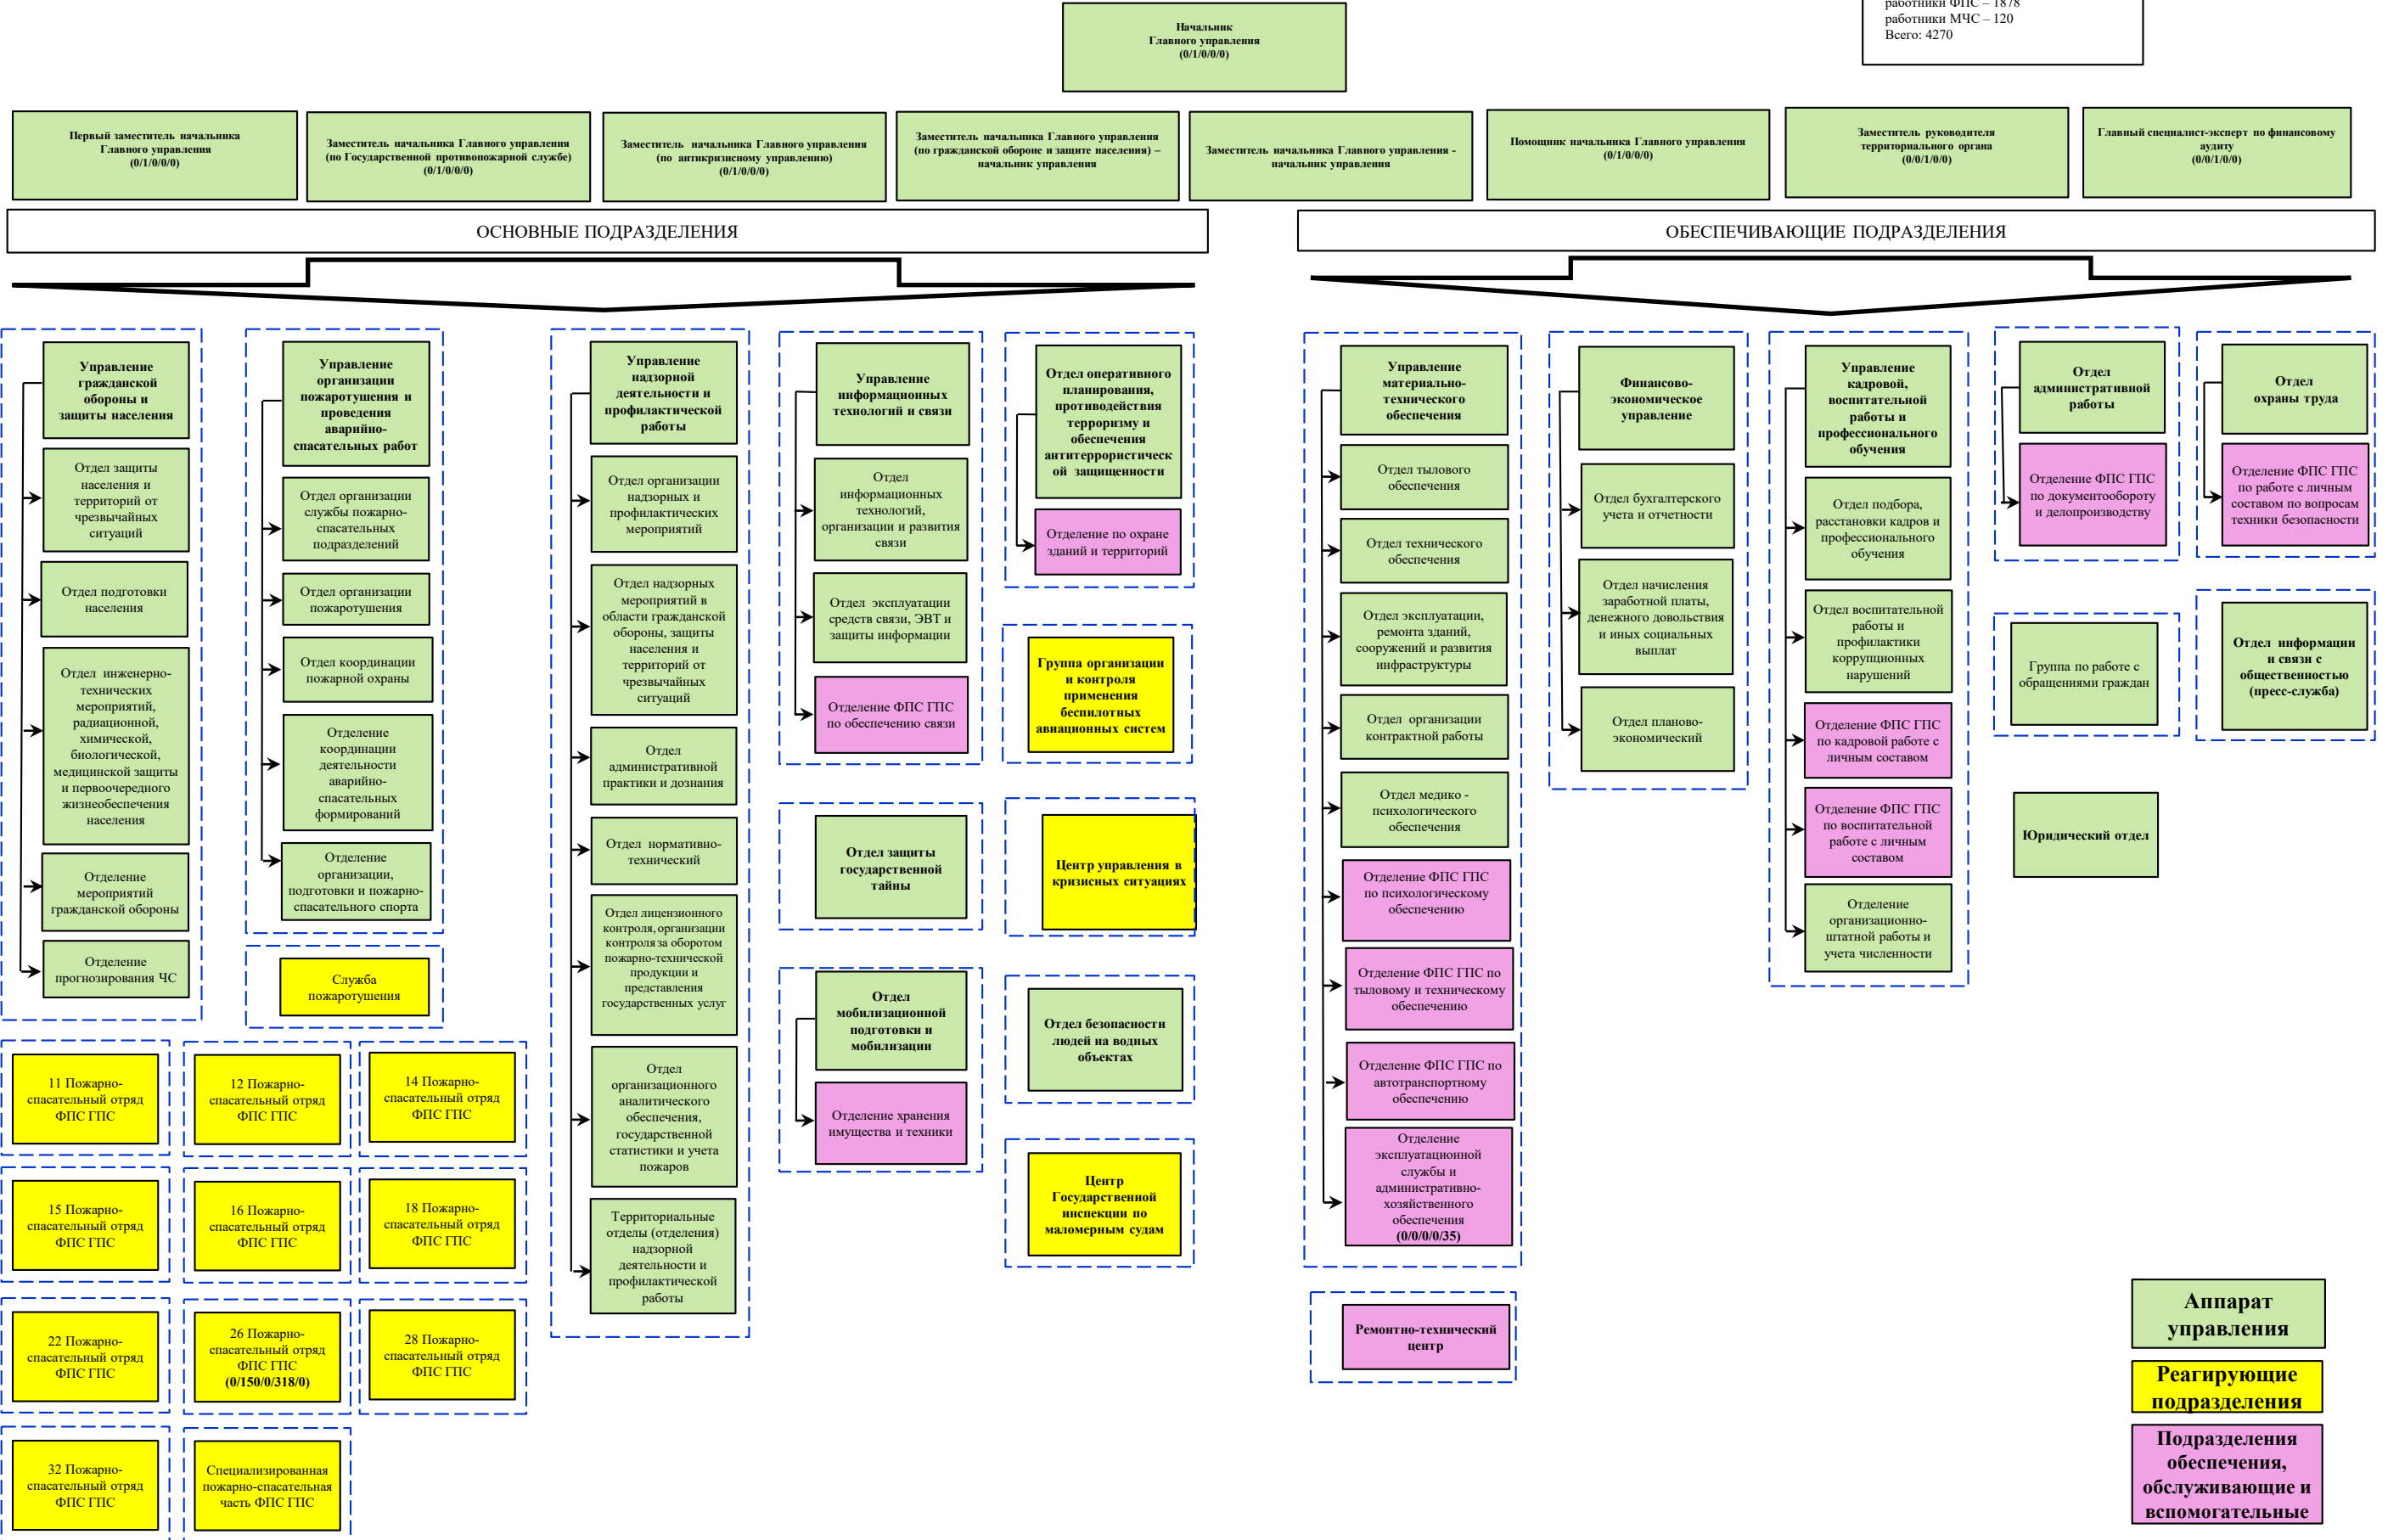 работники ФПС – 1878
работники МЧС – 120
Всего: 4270
Начальник
Главного управления
(0/1/0/0/0)
Первый заместитель начальника
Главного управления
(0/1/0/0/0)
Заместитель начальника Главного управления
(по Государственной противопожарной службе)
(0/1/0/0/0)
Заместитель начальника Главного управления
(по антикризисному управлению)
(0/1/0/0/0)
Заместитель начальника Главного управления
(по гражданской обороне и защите населения) –
начальник управления
Заместитель начальника Главного управления -
начальник управления
Помощник начальника Главного управления
(0/1/0/0/0)
Заместитель руководителя
территориального органа
(0/0/1/0/0)
Главный специалист-эксперт по финансовому
аудиту
(0/0/1/0/0)
ОСНОВНЫЕ ПОДРАЗДЕЛЕНИЯ
ОБЕСПЕЧИВАЮЩИЕ ПОДРАЗДЕЛЕНИЯ
Управление
гражданской
обороны и
защиты населения
Отдел защиты
населения и
территорий от
чрезвычайных
ситуаций
Отдел подготовки
населения
Отдел инженерно-
технических
мероприятий,
радиационной,
химической,
биологической,
медицинской защиты
и первоочередного
жизнеобеспечения
населения
Отделение
мероприятий
гражданской обороны
Отделение
прогнозирования ЧС
Управление
организации
пожаротушения и
проведения
аварийно-
спасательных работ
Отдел организации
службы пожарно-
спасательных
подразделений
Отдел организации
пожаротушения
Отдел координации
пожарной охраны
Отделение
координации
деятельности
аварийно-
спасательных
формирований
Отделение
организации,
подготовки и пожарно-
спасательного спорта
Служба
пожаротушения
11 Пожарно-
спасательный отряд
ФПС ГПС
12 Пожарно-
спасательный отряд
ФПС ГПС
14 Пожарно-
спасательный отряд
ФПС ГПС
15 Пожарно-
спасательный отряд
ФПС ГПС
16 Пожарно-
спасательный отряд
ФПС ГПС
18 Пожарно-
спасательный отряд
ФПС ГПС
22 Пожарно-
спасательный отряд
ФПС ГПС
26 Пожарно-
спасательный отряд
ФПС ГПС
(0/150/0/318/0)
28 Пожарно-
спасательный отряд
ФПС ГПС
32 Пожарно-
спасательный отряд
ФПС ГПС
Специализированная
пожарно-спасательная
часть ФПС ГПС
Управление
надзорной
деятельности и
профилактической
работы
Отдел организации
надзорных и
профилактических
мероприятий
Отдел надзорных
мероприятий в
области гражданской
обороны, защиты
населения и
территорий от
чрезвычайных
ситуаций
Отдел
административной
практики и дознания
Отдел нормативно-
технический
Отдел лицензионного
контроля, организации
контроля за оборотом
пожарно-технической
продукции и
представления
государственных услуг
Отдел
организационного
аналитического
обеспечения,
государственной
статистики и учета
пожаров
Территориальные
отделы (отделения)
надзорной
деятельности и
профилактической
работы
Управление
информационных
технологий и связи
Отдел
информационных
технологий,
организации и развития
связи
Отдел эксплуатации
средств связи, ЭВТ и
защиты информации
Отделение ФПС ГПС
по обеспечению связи
Отдел защиты
государственной
тайны
Отдел
мобилизационной
подготовки и
мобилизации
Отделение хранения
имущества и техники
Отдел оперативного
планирования,
противодействия
терроризму и
обеспечения
антитеррористическ
ой защищенности
Отделение по охране
зданий и территорий
Группа организации
и контроля
применения
беспилотных
авиационных систем
Центр управления в
кризисных ситуациях
Отдел безопасности
людей на водных
объектах
Центр
Государственной
инспекции по
маломерным судам
Управление
материально-
технического
обеспечения
Отдел тылового
обеспечения
Отдел технического
обеспечения
Отдел эксплуатации,
ремонта зданий,
сооружений и развития
инфраструктуры
Отдел организации
контрактной работы
Отдел медико -
психологического
обеспечения
Отделение ФПС ГПС
по психологическому
обеспечению
Отделение ФПС ГПС по
тыловому и техническому
обеспечению
Отделение ФПС ГПС по
автотранспортному
обеспечению
Отделение
эксплуатационной
службы и
административно-
хозяйственного
обеспечения
(0/0/0/0/35)
Ремонтно-технический
центр
Финансово-
экономическое
управление
Отдел бухгалтерского
учета и отчетности
Отдел начисления
заработной платы,
денежного довольствия
и иных социальных
выплат
Отдел планово-
экономический
Управление
кадровой,
воспитательной
работы и
профессионального
обучения
Отдел подбора,
расстановки кадров и
профессионального
обучения
Отдел воспитательной
работы и
профилактики
коррупционных
нарушений
Отделение ФПС ГПС
по кадровой работе с
личным составом
Отделение ФПС ГПС
по воспитательной
работе с личным
составом
Отделение
организационно-
штатной работы и
учета численности
Отдел
административной
работы
Отделение ФПС ГПС
по документообороту
и делопроизводству
Группа по работе с
обращениями граждан
Юридический отдел
Отдел
охраны труда
Отделение ФПС ГПС
по работе с личным
составом по вопросам
техники безопасности
Отдел информации
и связи с
общественностью
(пресс-служба)
Аппарат
управления
Реагирующие
подразделения
Подразделения
обеспечения,
обслуживающие и
вспомогательные